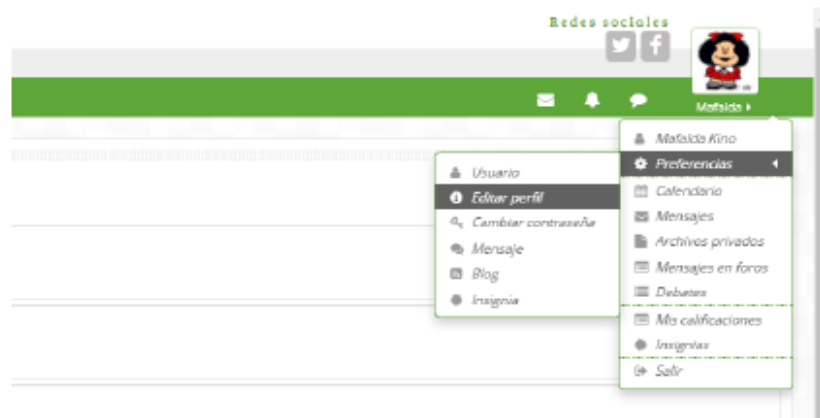 Redes sociales
Mafalda
Mafalda Kino
Preferencias
Calendario
Mensajes
Archivos privados
Mensajes en foros
Debates
Mis calificaciones
Insignias
Salir
Usuario
Editar perfil
Cambiar contraseña
Mensaje
Blog
Insignia